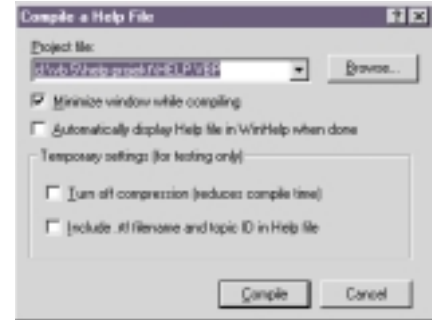 Compile a Help File
Project file:
Browse...
Minimize window while compiling
Automatically display Help file in WinHelp when done
Temporary settings (for testing only)
Turn off compression (reduces compile time)
Include .rtf filename and topic ID in Help file
Compile
Cancel